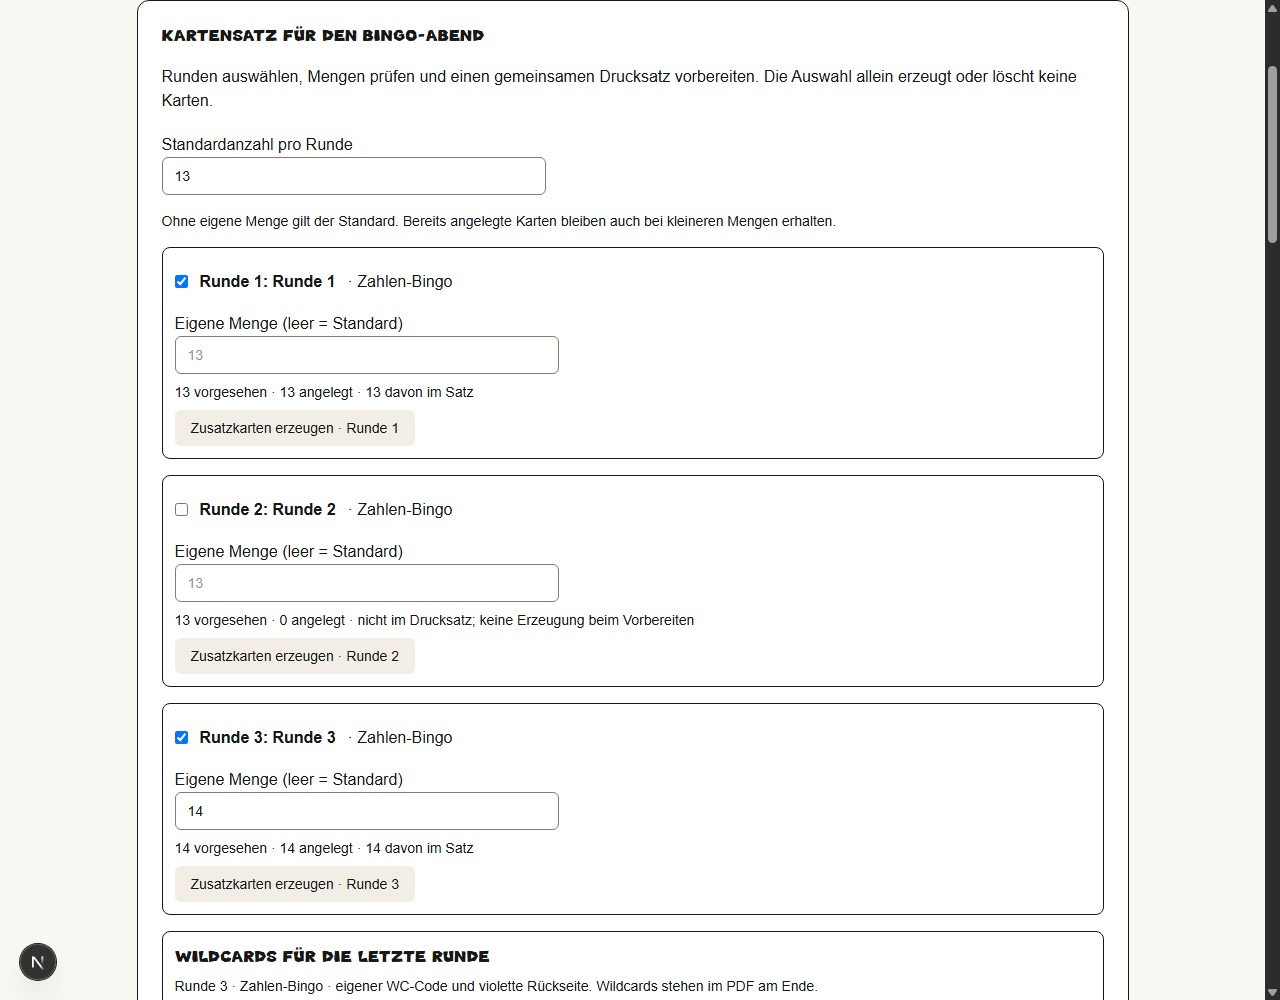 KARTENSATZ FÜR DEN BINGO-ABEND
Runden auswählen, Mengen prüfen und einen gemeinsamen Drucksatz vorbereiten. Die Auswahl allein erzeugt oder löscht keine
Karten.
Standardanzahl pro Runde
13
Ohne eigene Menge gilt der Standard. Bereits angelegte Karten bleiben auch bei kleineren Mengen erhalten.
Runde 1: Runde 1 · Zahlen-Bingo
Eigene Menge (leer = Standard)
13
13 vorgesehen · 13 angelegt · 13 davon im Satz
Zusatzkarten erzeugen · Runde 1
Runde 2: Runde 2 · Zahlen-Bingo
Eigene Menge (leer = Standard)
13
13 vorgesehen · 0 angelegt · nicht im Drucksatz; keine Erzeugung beim Vorbereiten
Zusatzkarten erzeugen · Runde 2
Runde 3: Runde 3 · Zahlen-Bingo
Eigene Menge (leer = Standard)
14
14 vorgesehen · 14 angelegt · 14 davon im Satz
Zusatzkarten erzeugen · Runde 3
WILDCARDS FÜR DIE LETZTE RUNDE
Runde 3 · Zahlen-Bingo · eigener WC-Code und violette Rückseite. Wildcards stehen im PDF am Ende.
N